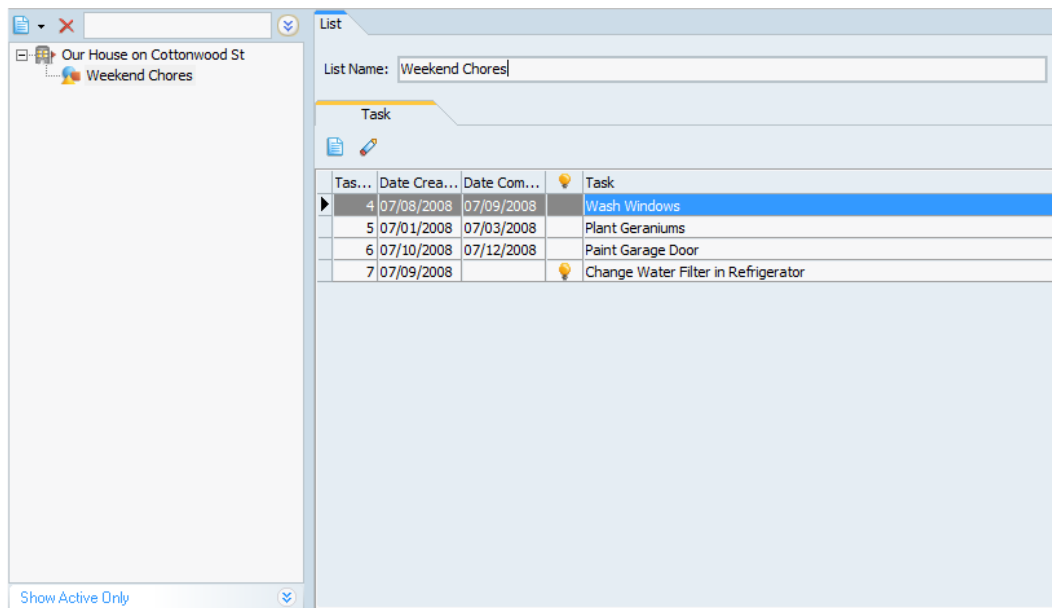 List
Our House on Cottonwood St
Weekend Chores
List Name: Weekend Chores
Task
Tas... Date Crea... Date Com... Task
4 07/08/2008 07/09/2008 Wash Windows
5 07/01/2008 07/03/2008 Plant Geraniums
6 07/10/2008 07/12/2008 Paint Garage Door
7 07/09/2008 Change Water Filter in Refrigerator
Show Active Only